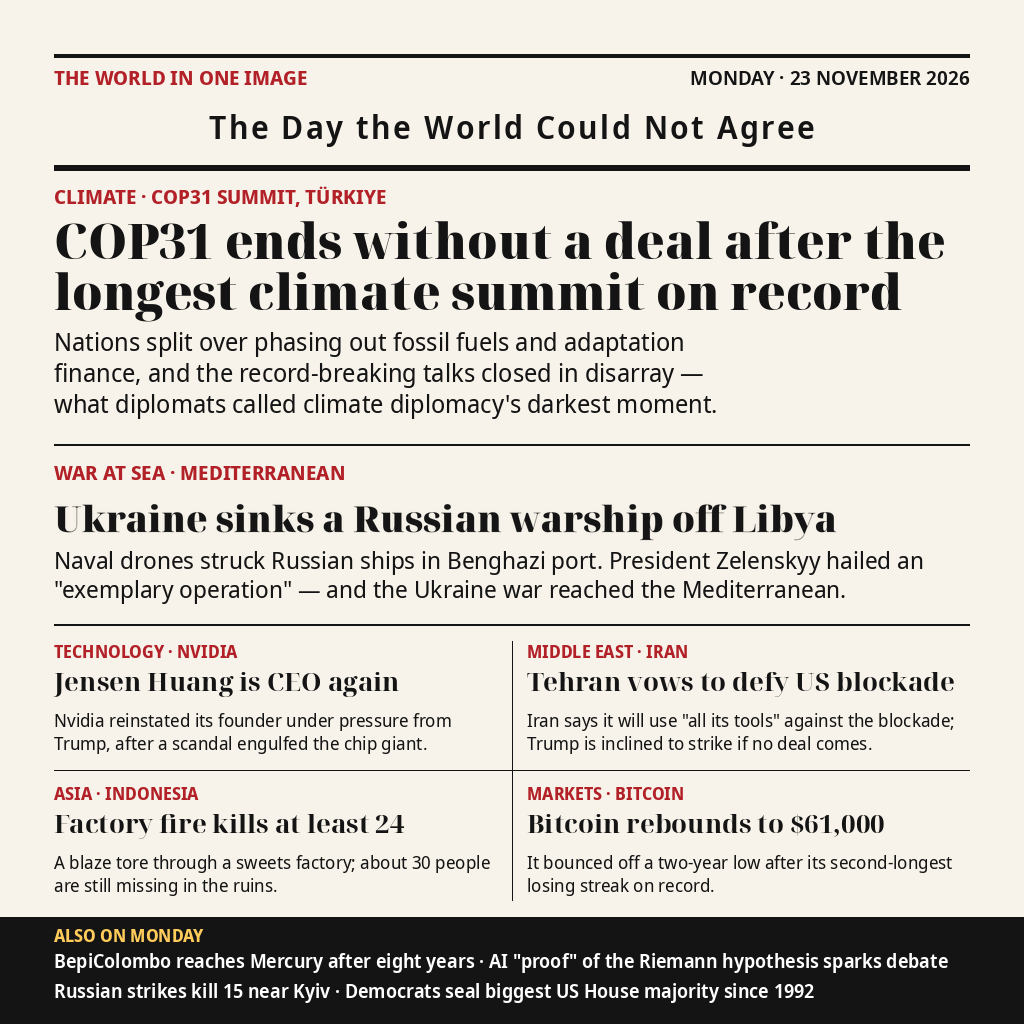 THE WORLD IN ONE IMAGE
MONDAY · 23 NOVEMBER 2026
The Day the World Could Not Agree
CLIMATE · COP31 SUMMIT, TÜRKIYE
COP31 ends without a deal after the
longest climate summit on record
Nations split over phasing out fossil fuels and adaptation
finance, and the record-breaking talks closed in disarray —
what diplomats called climate diplomacy's darkest moment.
WAR AT SEA · MEDITERRANEAN
Ukraine sinks a Russian warship off Libya
Naval drones struck Russian ships in Benghazi port. President Zelenskyy hailed an
"exemplary operation" — and the Ukraine war reached the Mediterranean.
TECHNOLOGY · NVIDIA
Jensen Huang is CEO again
Nvidia reinstated its founder under pressure from
Trump, after a scandal engulfed the chip giant.
MIDDLE EAST · IRAN
Tehran vows to defy US blockade
Iran says it will use "all its tools" against the blockade;
Trump is inclined to strike if no deal comes.
ASIA · INDONESIA
Factory fire kills at least 24
A blaze tore through a sweets factory; about 30 people
are still missing in the ruins.
MARKETS · BITCOIN
Bitcoin rebounds to $61,000
It bounced off a two-year low after its second-longest
losing streak on record.
ALSO ON MONDAY
BepiColombo reaches Mercury after eight years · AI "proof" of the Riemann hypothesis sparks debate
Russian strikes kill 15 near Kyiv · Democrats seal biggest US House majority since 1992